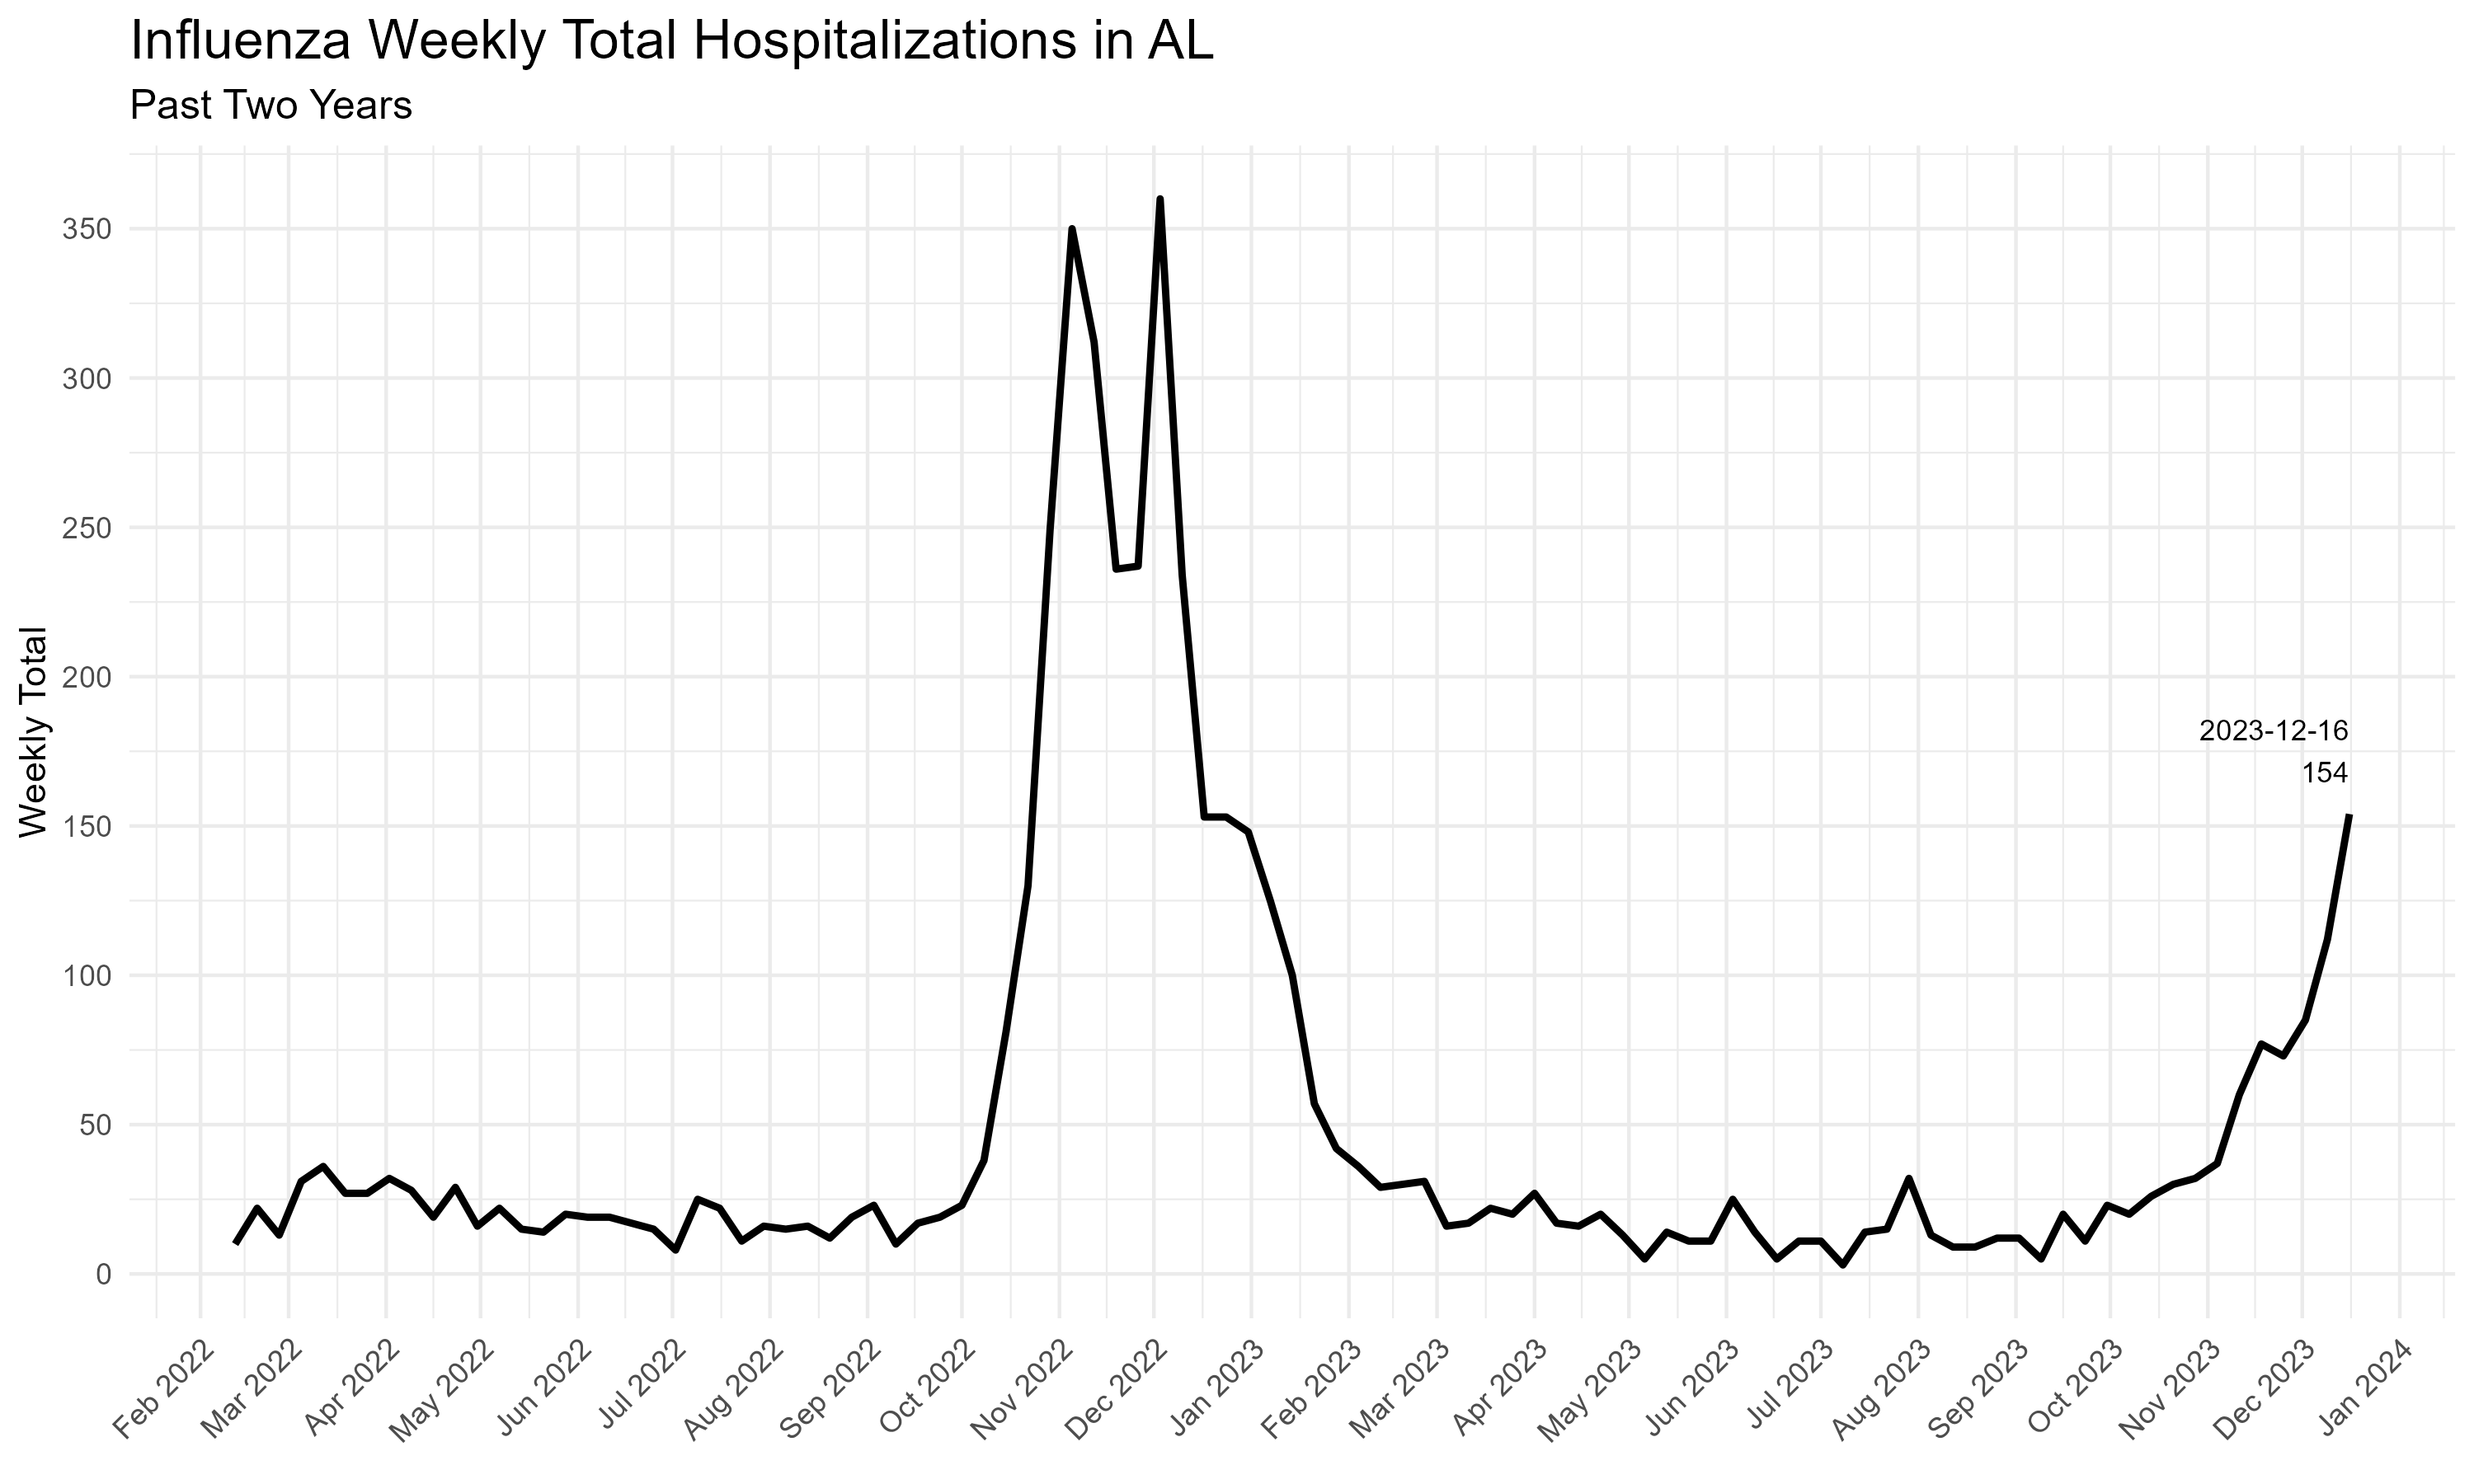 Influenza Weekly Total Hospitalizations in AL
Past Two Years
Weekly Total
350
300
250
200
150
100
50
0
2023-12-16
154
Feb 2022
Mar 2022
Apr 2022
May 2022
Jun 2022
Jul 2022
Aug 2022
Sep 2022
Oct 2022
Nov 2022
Dec 2022
Jan 2023
Feb 2023
Mar 2023
Apr 2023
May 2023
Jun 2023
Jul 2023
Aug 2023
Sep 2023
Oct 2023
Nov 2023
Dec 2023
Jan 2024